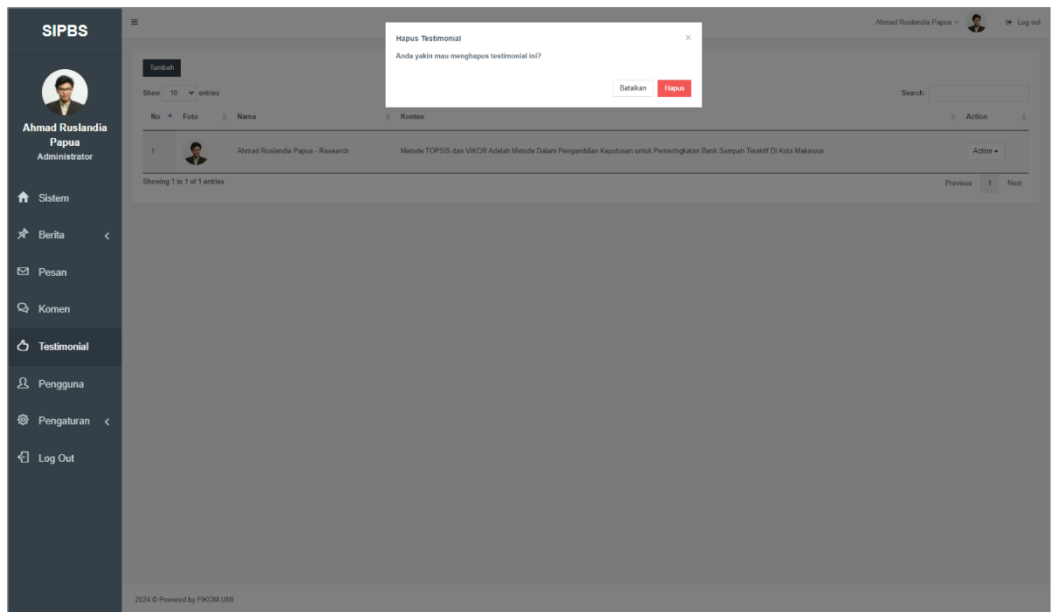 SIPBS
Ahmad Ruslandia Papua
Log out
Hapus Testimonial
Anda yakin mau menghapus testimonial ini?
Batalkan
Hapus
Tambah
Show 10 entries
Search:
No Foto Nama Konten Action
1 Ahmad Ruslandia Papua - Research Metode TOPSIS dan VIKOR Adalah Metode Dalam Pengambilan Keputusan untuk Pemeringkatan Bank Sampah Teraktif Di Kota Makassar Action
Showing 1 to 1 of 1 entries
Previous 1 Next
Ahmad Ruslandia
Papua
Administrator
Sistem
Berita
Pesan
Komen
Testimonial
Pengguna
Pengaturan
Log Out
2024 © Powered by FIKOM UMI